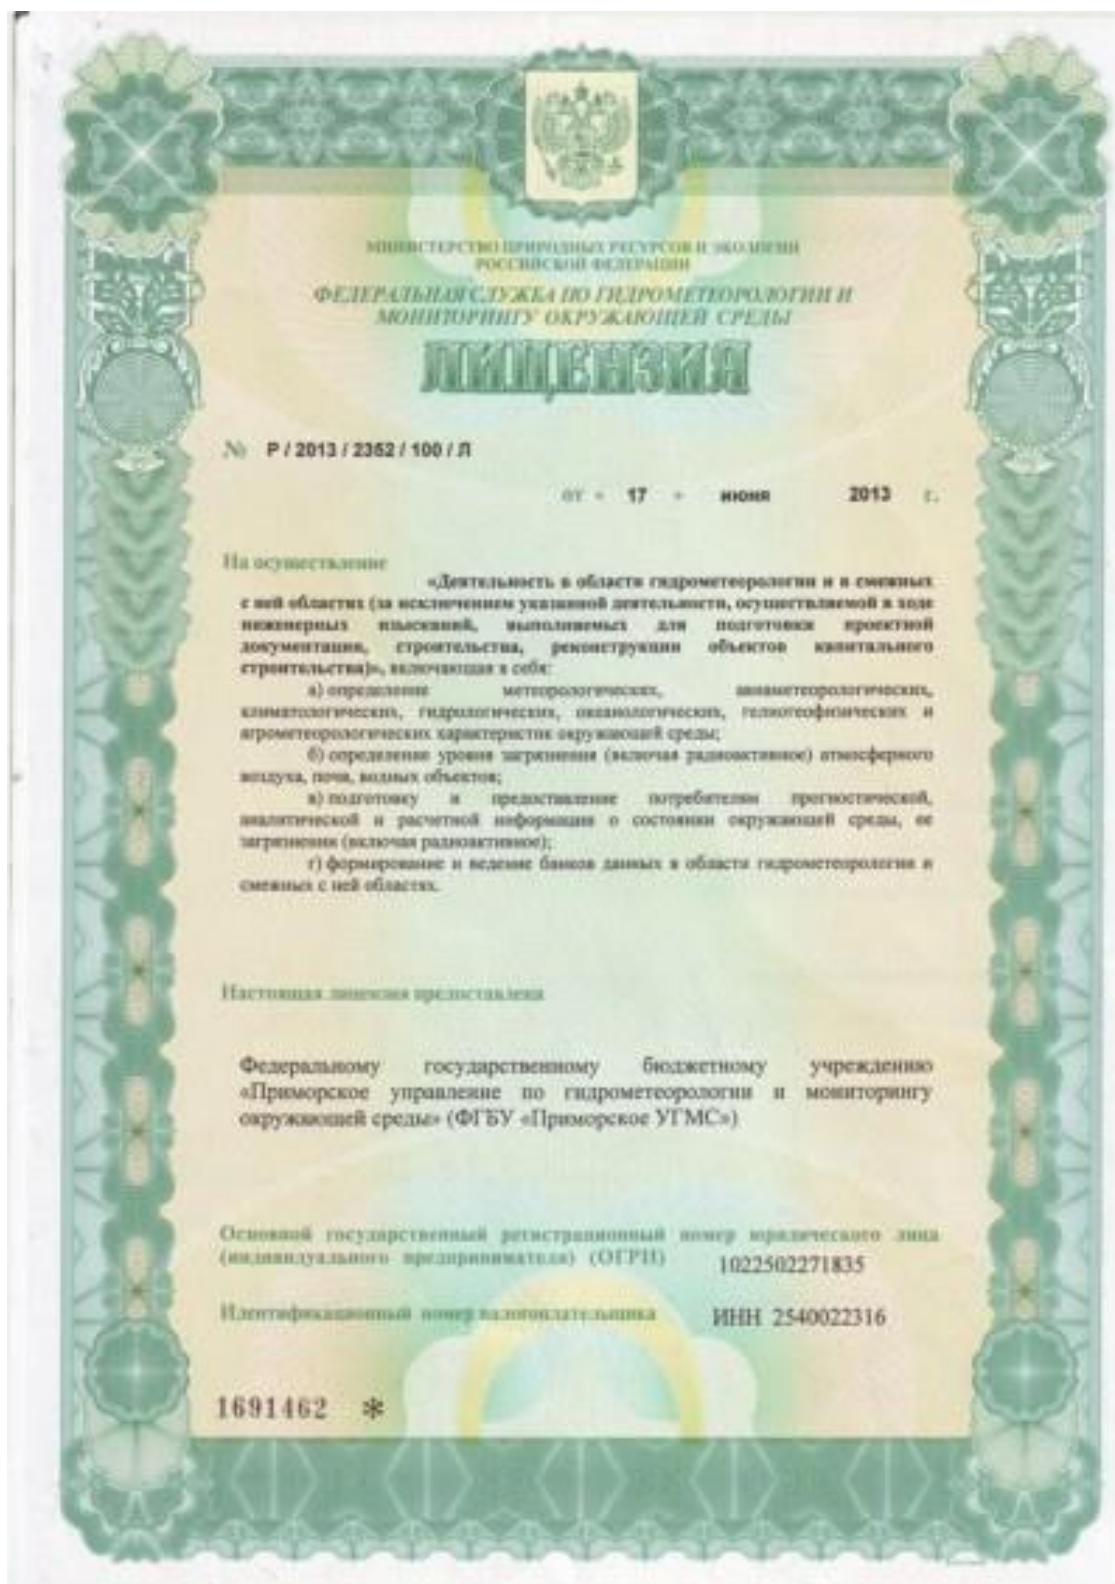 МИНИСТЕРСТВО ПРИРОДНЫХ РЕСУРСОВ И ЭКОЛОГИИ
РОССИЙСКОЙ ФЕДЕРАЦИИ
ФЕДЕРАЛЬНАЯ СЛУЖБА ПО ГИДРОМЕТЕОРОЛОГИИ И
МОНИТОРИНГУ ОКРУЖАЮЩЕЙ СРЕДЫ
ЛИЦЕНЗИЯ
№ Р / 2013 / 2352 / 100 / Л
от « 17 » июня 2013 г.
На осуществление
«Деятельность в области гидрометеорологии и в смежных
с ней областях (за исключением указанной деятельности, осуществляемой в ходе
инженерных изысканий, выполняемых для подготовки проектной
документации, строительства, реконструкции объектов капитального
строительства)», включающая в себя:
а) определение метеорологических, авиаметеорологических,
климатологических, гидрологических, океанологических, гелиогеофизических и
агрометеорологических характеристик окружающей среды;
б) определение уровня загрязнения (включая радиоактивное) атмосферного
воздуха, почв, водных объектов;
в) подготовку и предоставление потребителям прогностической,
аналитической и расчетной информации о состоянии окружающей среды, ее
загрязнении (включая радиоактивное);
г) формирование и ведение банков данных в области гидрометеорологии и
смежных с ней областях.
Настоящая лицензия предоставлена
Федеральному государственному бюджетному учреждению
«Приморское управление по гидрометеорологии и мониторингу
окружающей среды» (ФГБУ «Приморское УГМС»)
Основной государственный регистрационный номер юридического лица
(индивидуального предпринимателя) (ОГРН) 1022502271835
Идентификационный номер налогоплательщика ИНН 2540022316
1691462 *